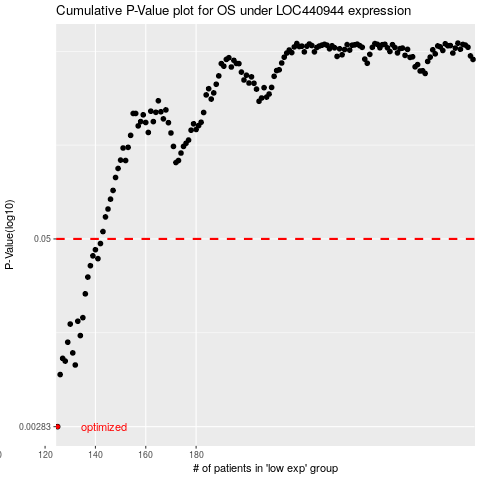 Cumulative P-Value plot for OS under LOC440944 expression
P-Value(log10)
0.05
0.00283
optimized
0 120 140 160 180
# of patients in 'low exp' group